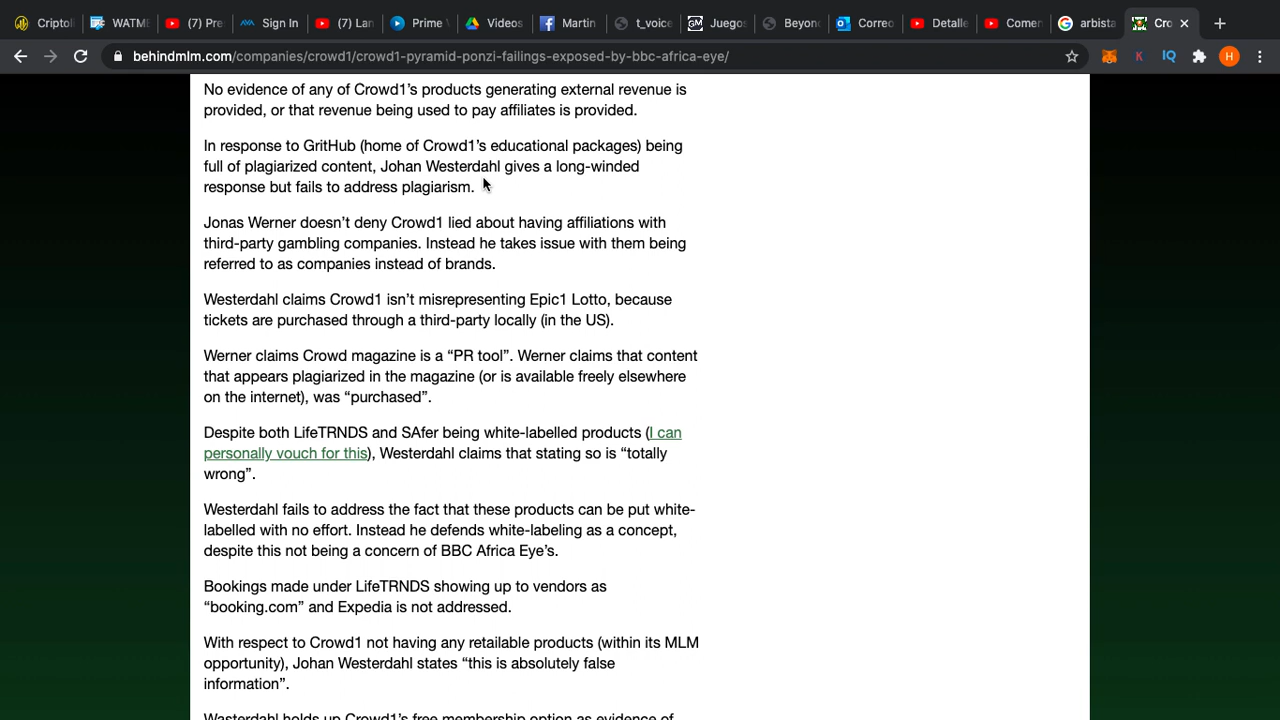 Criptol
WATME
(7) Pre
Sign In
(7) Lan
Prime V
Videos
Martin
t_voice
Juegos
Beyon
Correo
Detalle
Comen
arbista
Cro
behindmlm.com/companies/crowd1/crowd1-pyramid-ponzi-failings-exposed-by-bbc-africa-eye/
K
IQ
H
No evidence of any of Crowd1’s products generating external revenue is
provided, or that revenue being used to pay affiliates is provided.
In response to GritHub (home of Crowd1’s educational packages) being
full of plagiarized content, Johan Westerdahl gives a long-winded
response but fails to address plagiarism.
Jonas Werner doesn’t deny Crowd1 lied about having affiliations with
third-party gambling companies. Instead he takes issue with them being
referred to as companies instead of brands.
Westerdahl claims Crowd1 isn’t misrepresenting Epic1 Lotto, because
tickets are purchased through a third-party locally (in the US).
Werner claims Crowd magazine is a “PR tool”. Werner claims that content
that appears plagiarized in the magazine (or is available freely elsewhere
on the internet), was “purchased”.
Despite both LifeTRNDS and SAfer being white-labelled products (I can
personally vouch for this), Westerdahl claims that stating so is “totally
wrong”.
Westerdahl fails to address the fact that these products can be put white-
labelled with no effort. Instead he defends white-labeling as a concept,
despite this not being a concern of BBC Africa Eye’s.
Bookings made under LifeTRNDS showing up to vendors as
“booking.com” and Expedia is not addressed.
With respect to Crowd1 not having any retailable products (within its MLM
opportunity), Johan Westerdahl states “this is absolutely false
information”.
Wasterdahl holds up Crowd1’s free membership option as evidence of